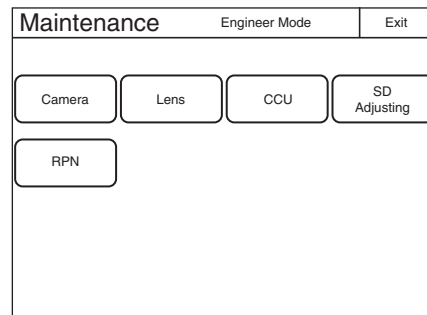 Maintenance Engineer Mode Exit
Camera Lens CCU SD Adjusting
RPN